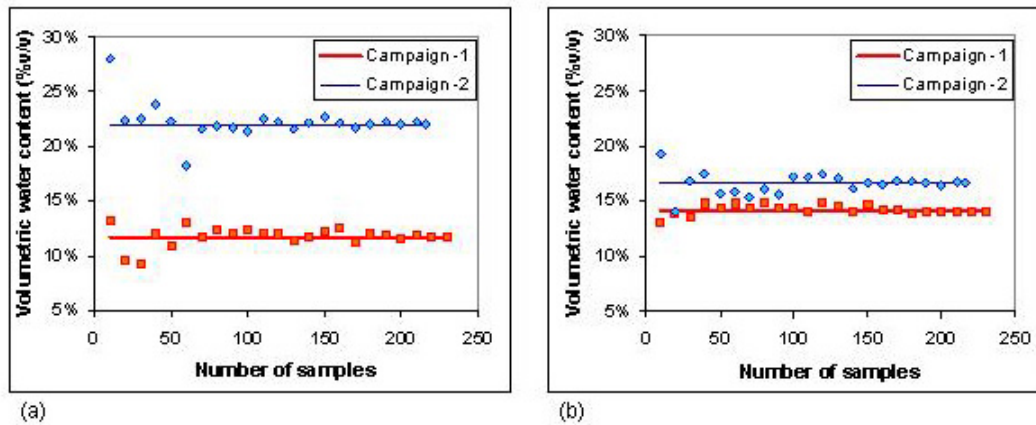 30%
25%
20%
15%
10%
5%
Volumetric water content (%v/v)
Campaign -1
Campaign -2
0 50 100 150 200 250
Number of samples
(a)
30%
25%
20%
15%
10%
5%
Volumetric water content (%v/v)
Campaign -1
Campaign -2
0 50 100 150 200 250
Number of samples
(b)